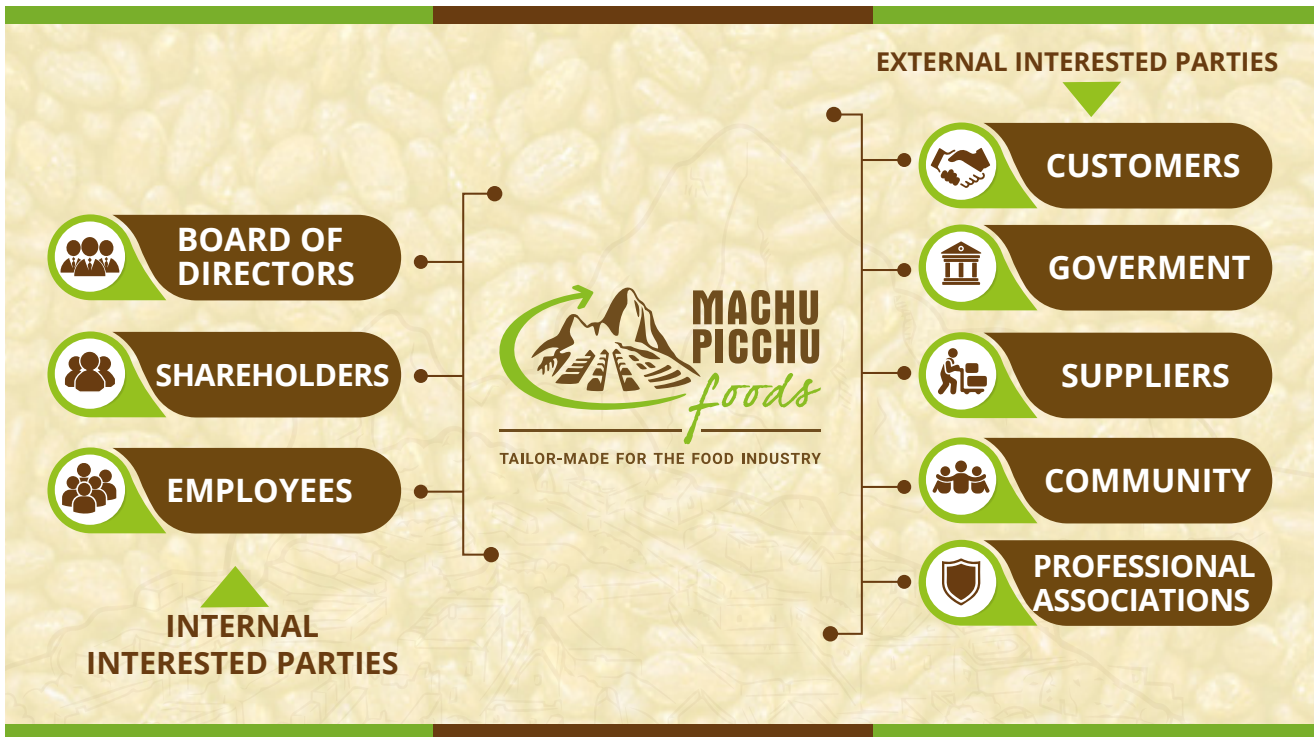 BOARD OF
DIRECTORS
SHAREHOLDERS
EMPLOYEES
INTERNAL
INTERESTED PARTIES
MACHU
PICCHU
foods
TAILOR-MADE FOR THE FOOD INDUSTRY
EXTERNAL INTERESTED PARTIES
CUSTOMERS
GOVERMENT
SUPPLIERS
COMMUNITY
PROFESSIONAL
ASSOCIATIONS